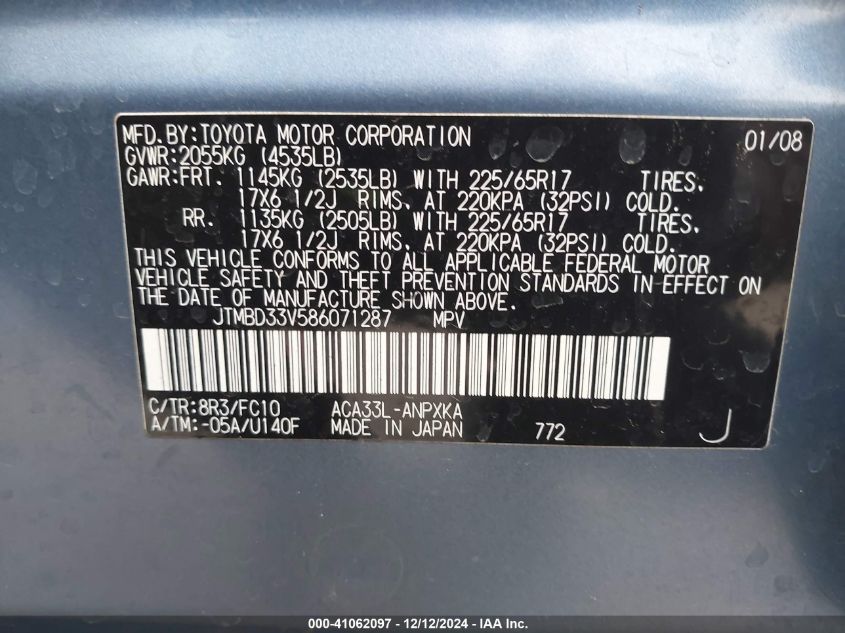 MFD.BY:TOYOTA MOTOR CORPORATION 01/08
GVWR:2055KG (4535LB)
GAWR:FRT. 1145KG (2535LB) WITH 225/65R17 TIRES.
17X6 1/2J RIMS. AT 220KPA (32PSI) COLD.
RR. 1135KG (2505LB) WITH 225/65R17 TIRES.
17X6 1/2J RIMS. AT 220KPA (32PSI) COLD.
THIS VEHICLE CONFORMS TO ALL APPLICABLE FEDERAL MOTOR
VEHICLE SAFETY AND THEFT PREVENTION STANDARDS IN EFFECT ON
THE DATE OF MANUFACTURE SHOWN ABOVE.
JTMBD33V586071287 MPV
C/TR:8R3/FC10 ACA33L-ANPXKA
A/TM:-05A/U140F MADE IN JAPAN 772 J
000-41062097 - 12/12/2024 - IAA Inc.